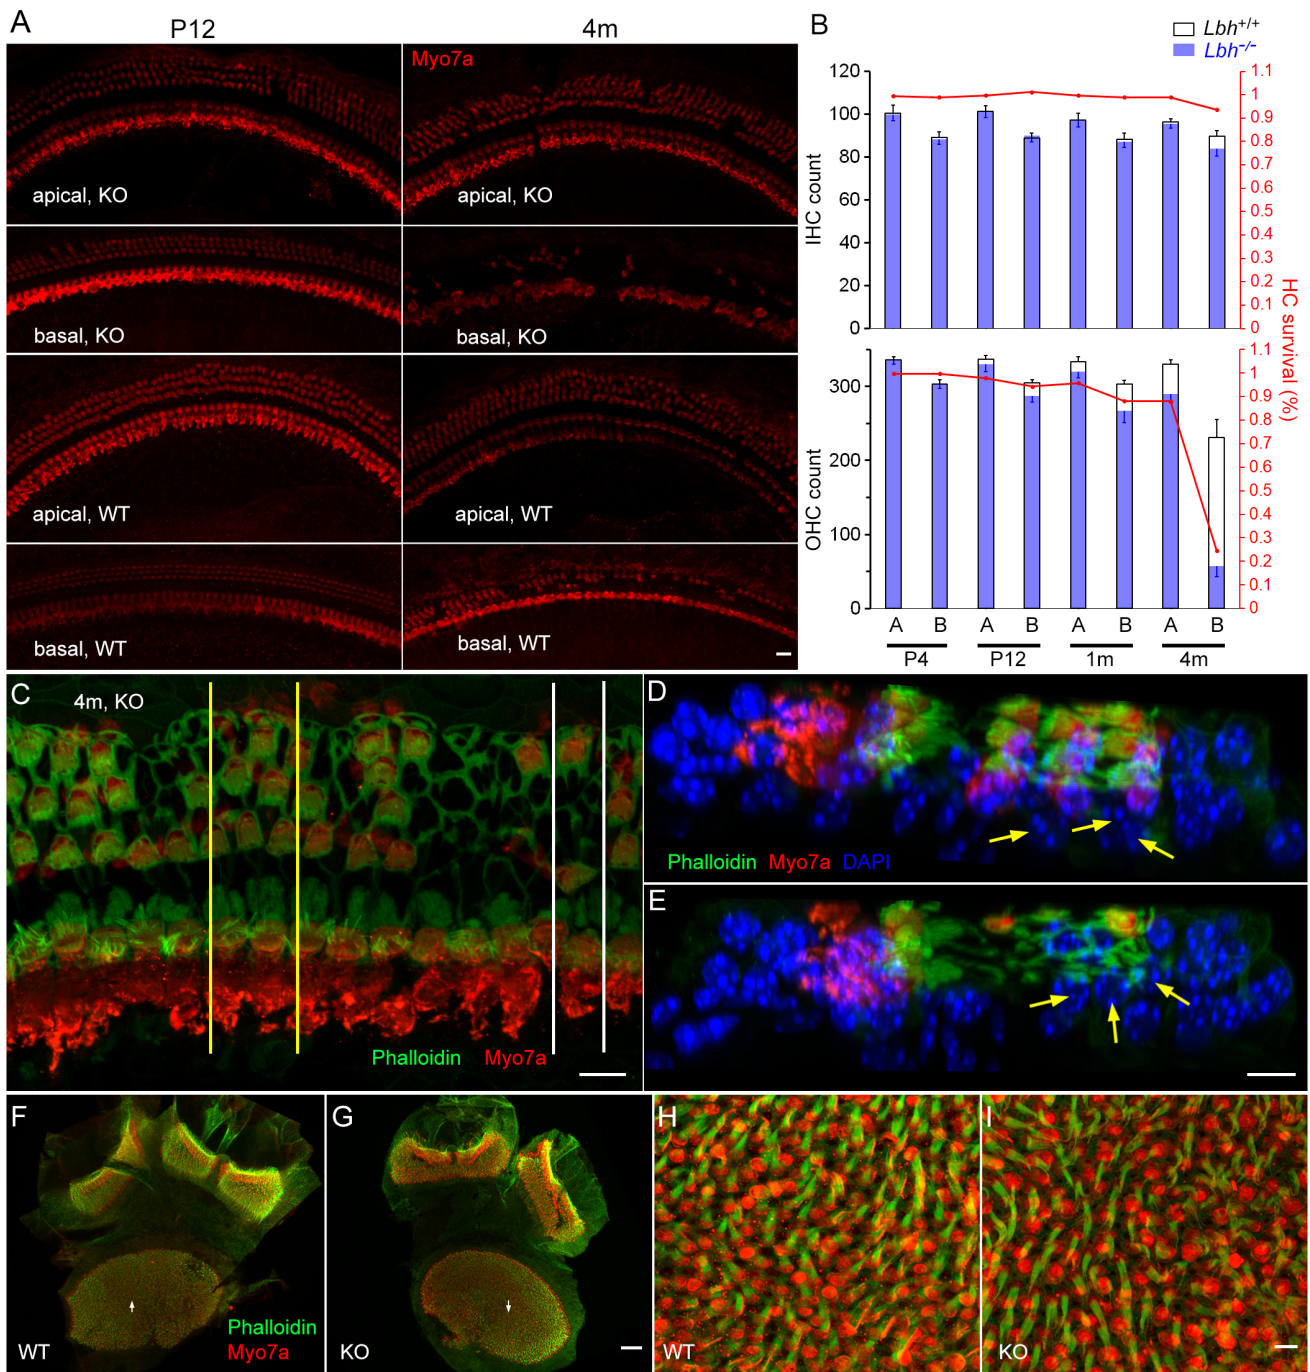 A
P12
4m
Myo7a
apical, KO
apical, KO
basal, KO
basal, KO
apical, WT
apical, WT
basal, WT
basal, WT
B
Lbh+/+
Lbh-/-
120
100
80
60
40
20
0
IHC count
1.1
1
0.9
0.8
0.7
0.6
0.5
0.4
0.3
0.2
0.1
0
HC survival (%)
300
200
100
0
OHC count
1.1
1
0.9
0.8
0.7
0.6
0.5
0.4
0.3
0.2
0.1
0
A B A B A B A B
P4 P12 1m 4m
C
4m, KO
Phalloidin Myo7a
D
Phalloidin Myo7a DAPI
E
F
Phalloidin
Myo7a
WT
G
KO
H
WT
I
KO